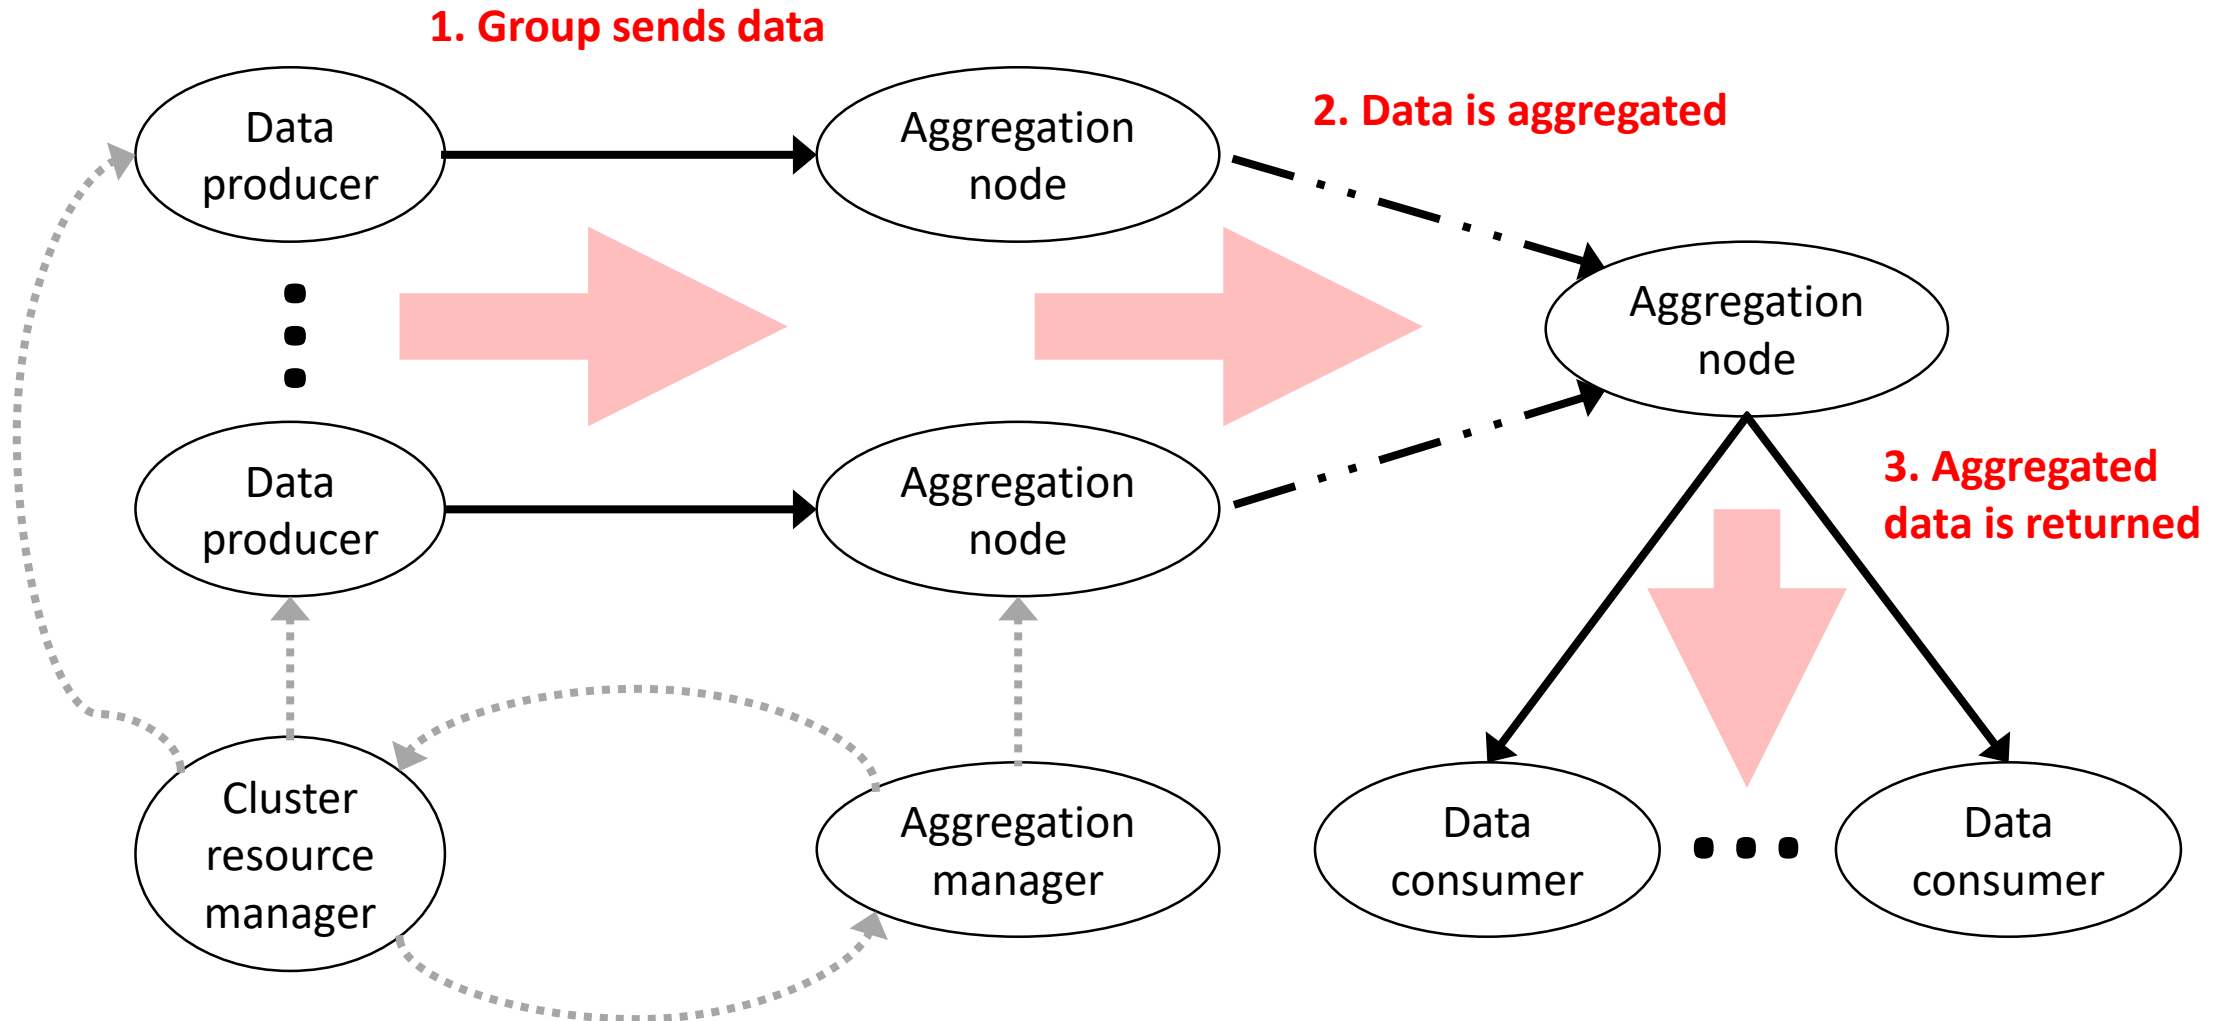 1. Group sends data
Data
producer
Aggregation
node
2. Data is aggregated
Aggregation
node
Data
producer
Aggregation
node
3. Aggregated
data is returned
Cluster
resource
manager
Aggregation
manager
Data
consumer
Data
consumer